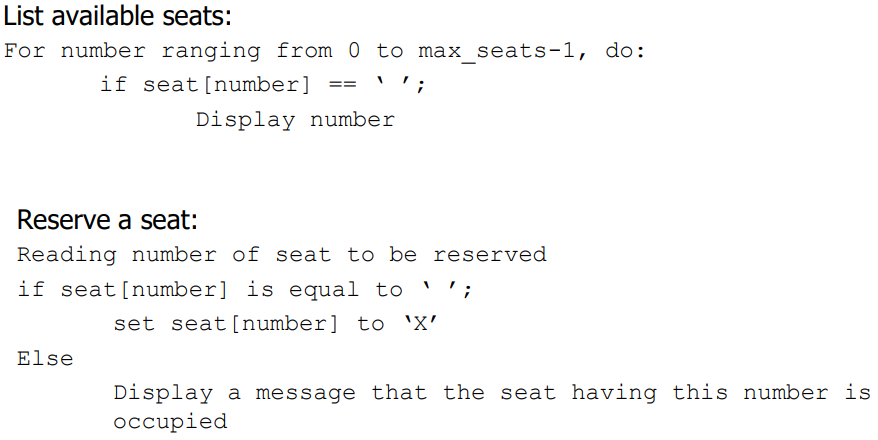 List available seats:
For number ranging from 0 to max_seats-1, do:
if seat[number] == ‘ ’;
Display number
Reserve a seat:
Reading number of seat to be reserved
if seat[number] is equal to ‘ ’;
set seat[number] to ‘X’
Else
Display a message that the seat having this number is
occupied